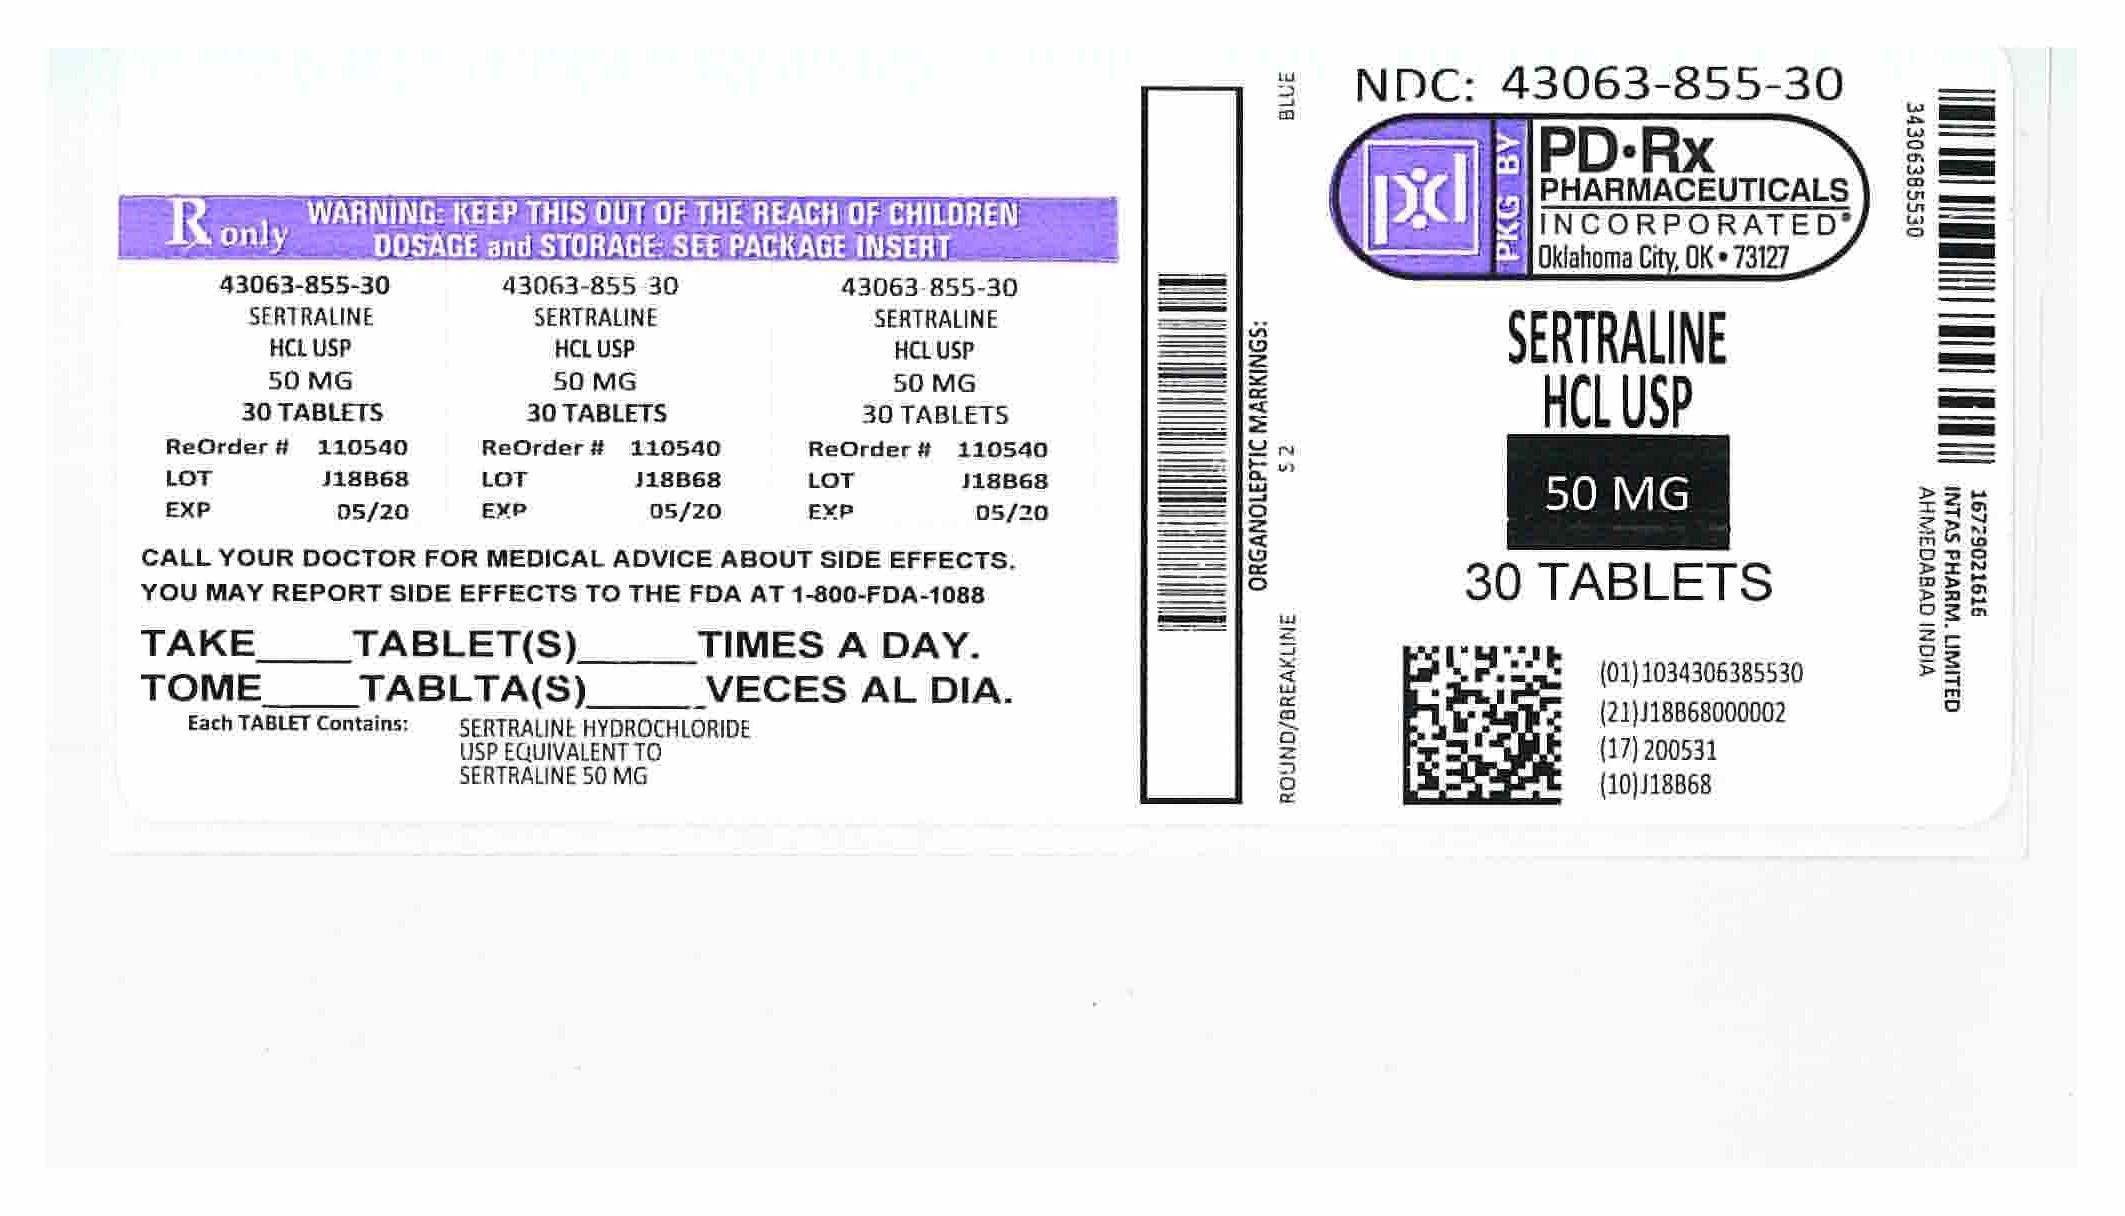 R only
WARNING: KEEP THIS OUT OF THE REACH OF CHILDREN
DOSAGE and STORAGE: SEE PACKAGE INSERT
43063-855-30
SERTRALINE
HCL USP
50 MG
30 TABLETS
ReOrder # 110540
LOT J18B68
EXP 05/20
43063-855-30
SERTRALINE
HCL USP
50 MG
30 TABLETS
ReOrder # 110540
LOT J18B68
EXP 05/20
43063-855-30
SERTRALINE
HCL USP
50 MG
30 TABLETS
ReOrder # 110540
LOT J18B68
EXP 05/20
CALL YOUR DOCTOR FOR MEDICAL ADVICE ABOUT SIDE EFFECTS.
YOU MAY REPORT SIDE EFFECTS TO THE FDA AT 1-800-FDA-1088
TAKE____TABLET(S)_____TIMES A DAY.
TOME____TABLTA(S)_____VECES AL DIA.
Each TABLET Contains:
SERTRALINE HYDROCHLORIDE
USP EQUIVALENT TO
SERTRALINE 50 MG
ORGANOLEPTIC MARKINGS:
ROUND/BREAKLINE 5 2 BLUE
NDC: 43063-855-30
PKG BY
PD•Rx
PHARMACEUTICALS
INCORPORATED®
Oklahoma City, OK • 73127
SERTRALINE
HCL USP
50 MG
30 TABLETS
(01)1034306385530
(21)J18B68000002
(17) 200531
(10)J18B68
343063855530
16729021616
INTAS PHARM. LIMITED
AHMEDABAD INDIA